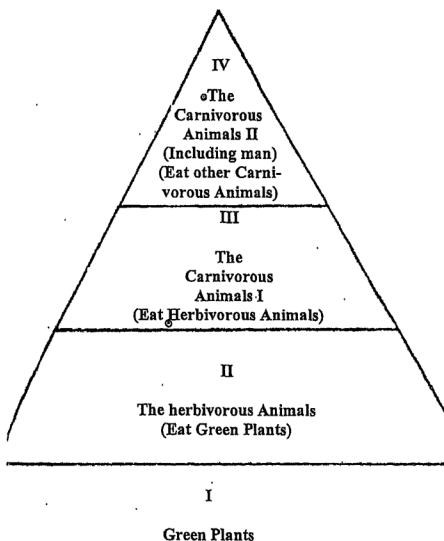 IV
The
Carnivorous
Animals II
(Including man)
(Eat other Carni-
vorous Animals)
III
The
Carnivorous
Animals I
(Eat Herbivorous Animals)
II
The herbivorous Animals
(Eat Green Plants)
I
Green Plants